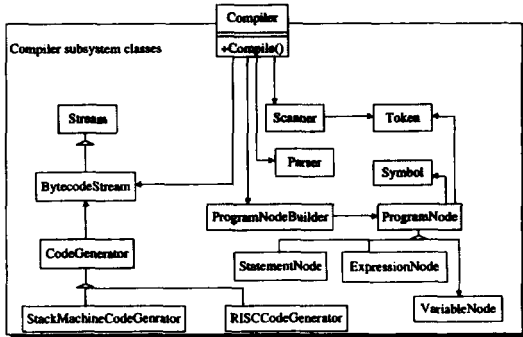 Compiler
+Compile()
Compiler subsystem classes
Stream
Scanner
Token
Parser
Symbol
BytecodeStream
ProgramNodeBuilder
ProgramNode
CodeGenerator
StatementNode
ExpressionNode
StackMachineCodeGenrator
RISCCodeGenerator
VariableNode